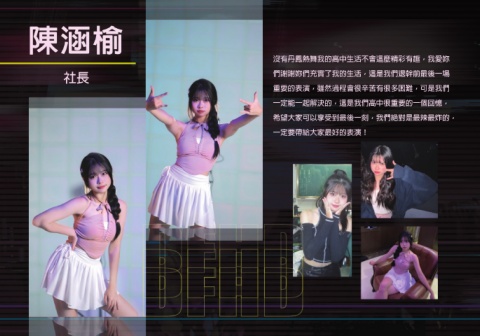 陳涵榆
社長
沒有丹鳳熱舞我的高中生活不會這麼精彩有趣，我愛妳
們謝謝妳們充實了我的生活，這是我們退幹前最後一場
重要的表演，雖然過程會很辛苦有很多困難，可是我們
一定能一起解決的，這是我們高中很重要的一個回憶，
希望大家可以享受到最後一刻，我們絕對是最辣最炸的，
一定要帶給大家最好的表演！